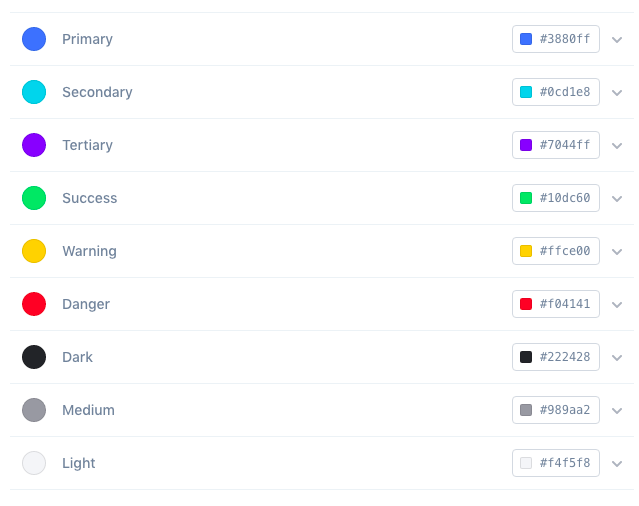 Primary #3880ff
Secondary #0cd1e8
Tertiary #7044ff
Success #10dc60
Warning #ffce00
Danger #f04141
Dark #222428
Medium #989aa2
Light #f4f5f8